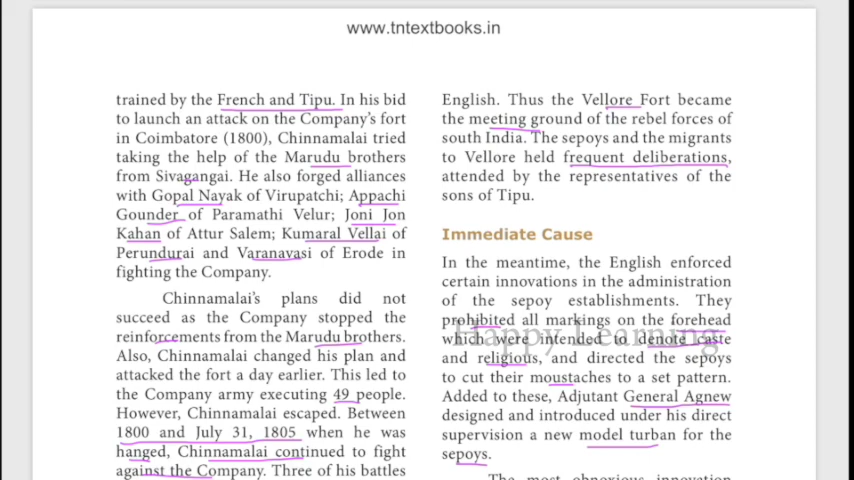 www.tntextbooks.in
trained by the French and Tipu. In his bid
to launch an attack on the Company's fort
in Coimbatore (1800), Chinnamalai tried
taking the help of the Marudu brothers
from Sivagangai. He also forged alliances
with Gopal Nayak of Virupatchi; Appachi
Gounder of Paramathi Velur; Joni Jon
Kahan of Attur Salem; Kumaral Vellai of
Perundurai and Varanavasi of Erode in
fighting the Company.
Chinnamalai's plans did not
succeed as the Company stopped the
reinforcements from the Marudu brothers.
Also, Chinnamalai changed his plan and
attacked the fort a day earlier. This led to
the Company army executing 49 people.
However, Chinnamalai escaped. Between
1800 and July 31, 1805 when he was
hanged, Chinnamalai continued to fight
against the Company. Three of his battles
English. Thus the Vellore Fort became
the meeting ground of the rebel forces of
south India. The sepoys and the migrants
to Vellore held frequent deliberations,
attended by the representatives of the
sons of Tipu.
Immediate Cause
In the meantime, the English enforced
certain innovations in the administration
of the sepoy establishments. They
prohibited all markings on the forehead
which were intended to denote caste
and religious, and directed the sepoys
to cut their moustaches to a set pattern.
Added to these, Adjutant General Agnew
designed and introduced under his direct
supervision a new model turban for the
sepoys.
The most obnoxious innovation
Happy Learning